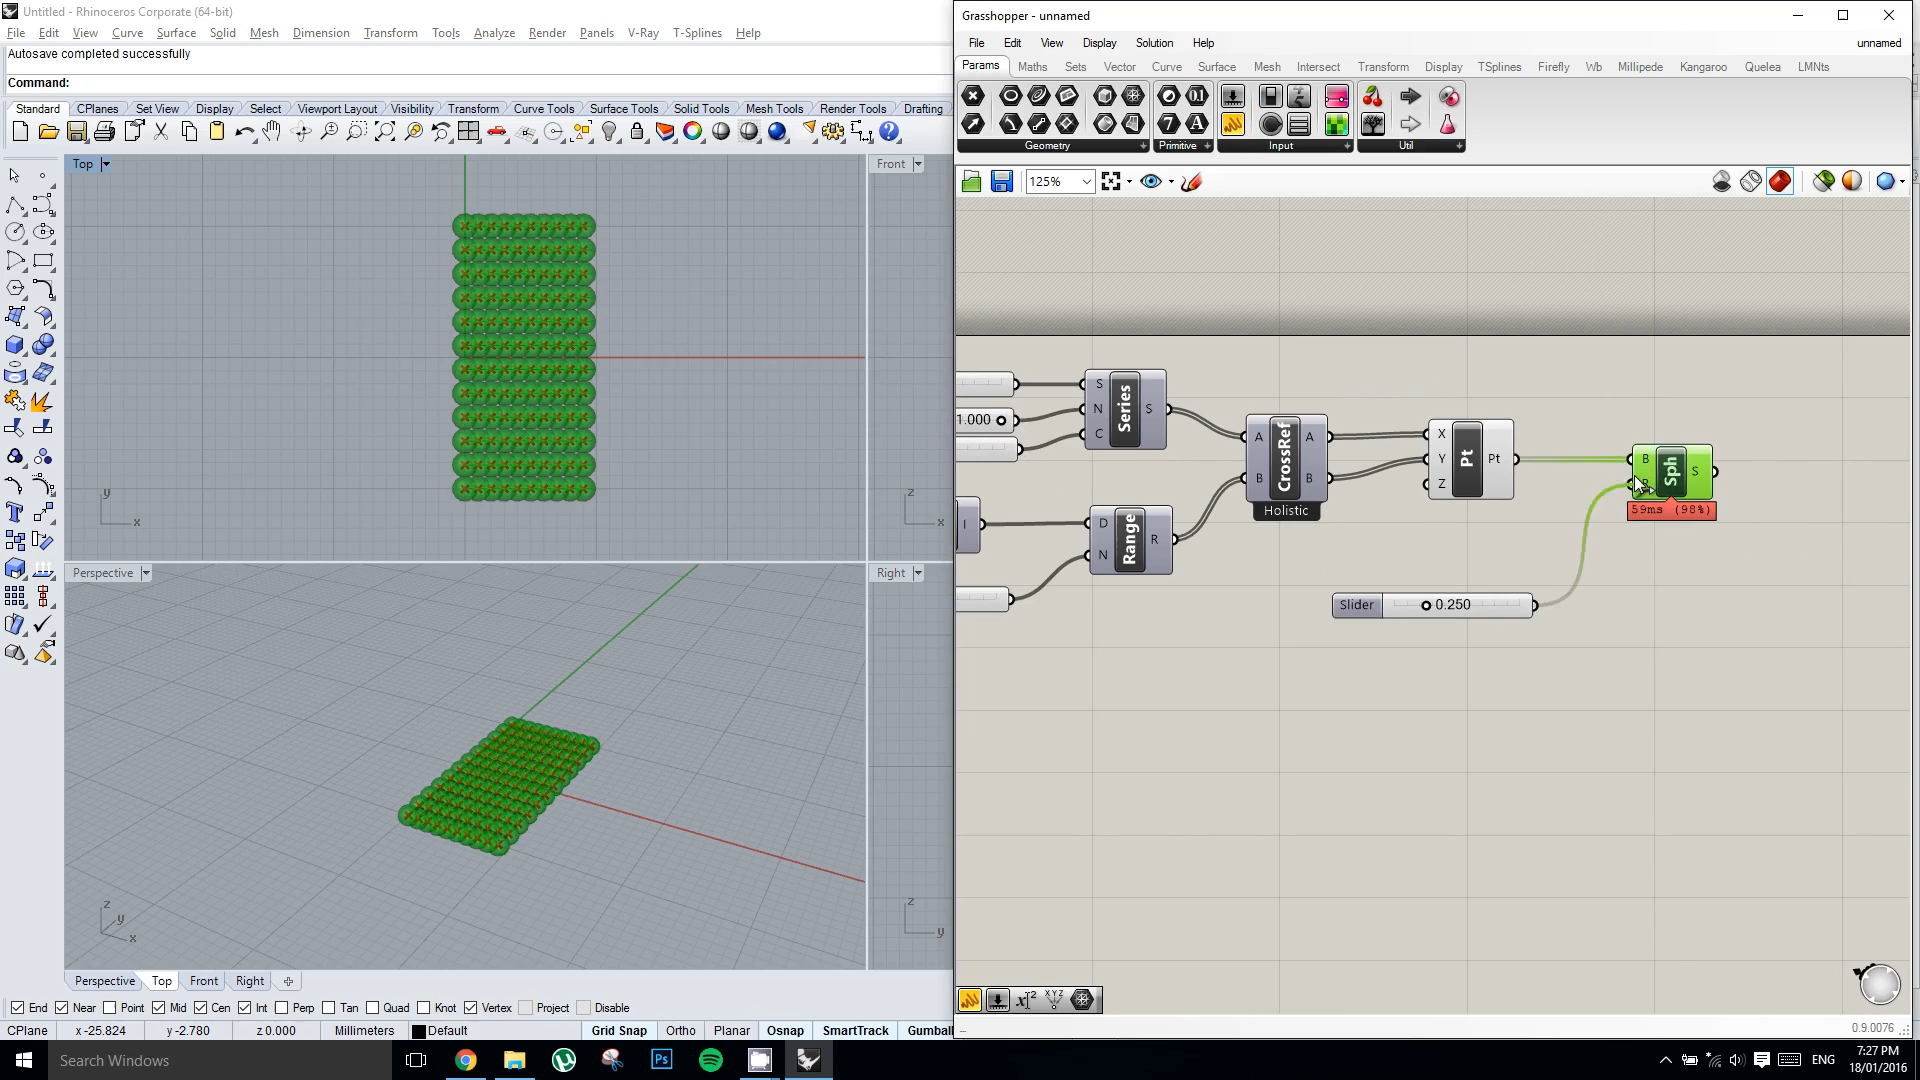 Untitled - Rhinoceros Corporate (64-bit)
File Edit View Curve Surface Solid Mesh Dimension Transform Tools Analyze Render Panels V-Ray T-Splines Help
Autosave completed successfully
Command:
Standard CPlanes Set View Display Select Viewport Layout Visibility Transform Curve Tools Surface Tools Solid Tools Mesh Tools Render Tools Drafting
Top
Front
y
x
z
x
Perspective
Right
z
y
x
z
y
Perspective Top Front Right
End Near Point Mid Cen Int Perp Tan Quad Knot Vertex Project Disable
CPlane x -25.824 y -2.780 z 0.000 Millimeters Default Grid Snap Ortho Planar Osnap SmartTrack Gumball
Grasshopper - unnamed
File Edit View Display Solution Help unnamed
Params Maths Sets Vector Curve Surface Mesh Intersect Transform Display TSplines Firefly Wb Millipede Kangaroo Quelea LMNts
Geometry Primitive Input Util
125%
S
N
C
Series
S
1.000
A
B
CrossRef
A
B
Holistic
X
Y
Z
Pt
Pt
B
Sph
S
59ms (98%)
I
D
N
Range
R
Slider 0.250
0.9.0076
Search Windows
ENG
7:27 PM
18/01/2016